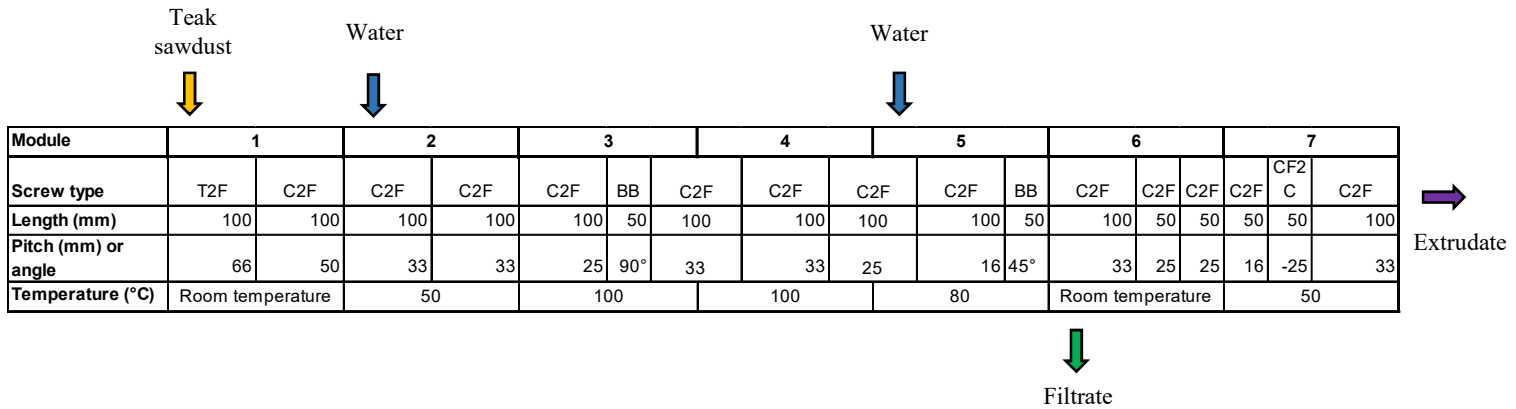 Teak
sawdust
Water
Water
Module 1 2 3 4 5 6 7
Screw type T2F C2F C2F C2F C2F BB C2F C2F C2F C2F BB C2F C2F C2F C2F CF2
C C2F
Length (mm) 100 100 100 100 100 50 100 100 100 100 50 100 50 50 50 50 100
Pitch (mm) or
angle 66 50 33 33 25 90° 33 33 25 16 45° 33 25 25 16 -25 33
Temperature (°C) Room temperature 50 100 100 80 Room temperature 50
Extrudate
Filtrate